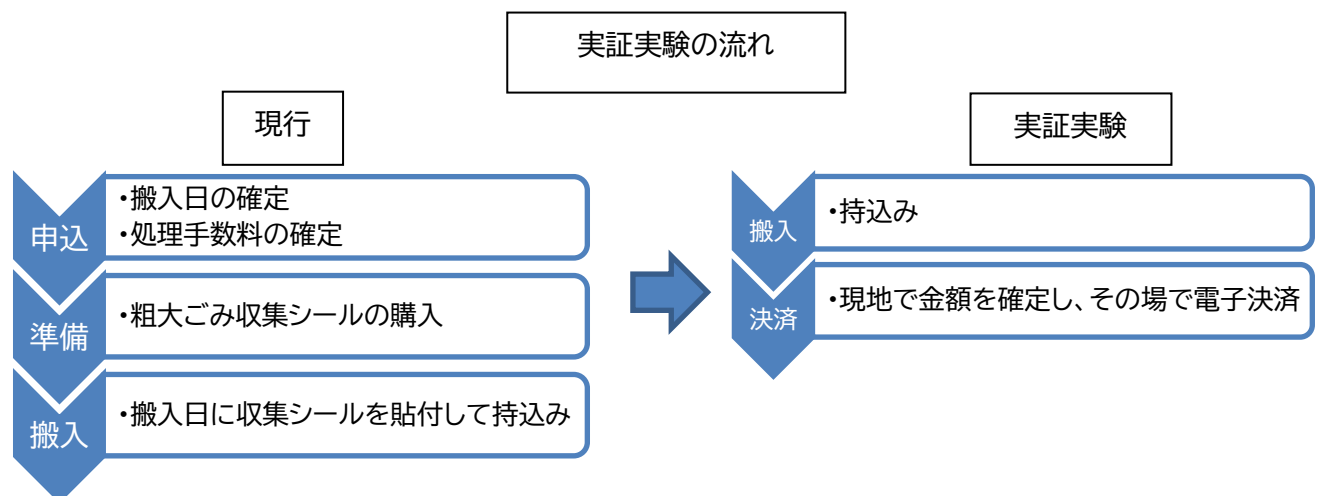 実証実験の流れ
現行
申込
・搬入日の確定
・処理手数料の確定
準備
・粗大ごみ収集シールの購入
搬入
・搬入日に収集シールを貼付して持込み
実証実験
搬入
・持込み
決済
・現地で金額を確定し、その場で電子決済